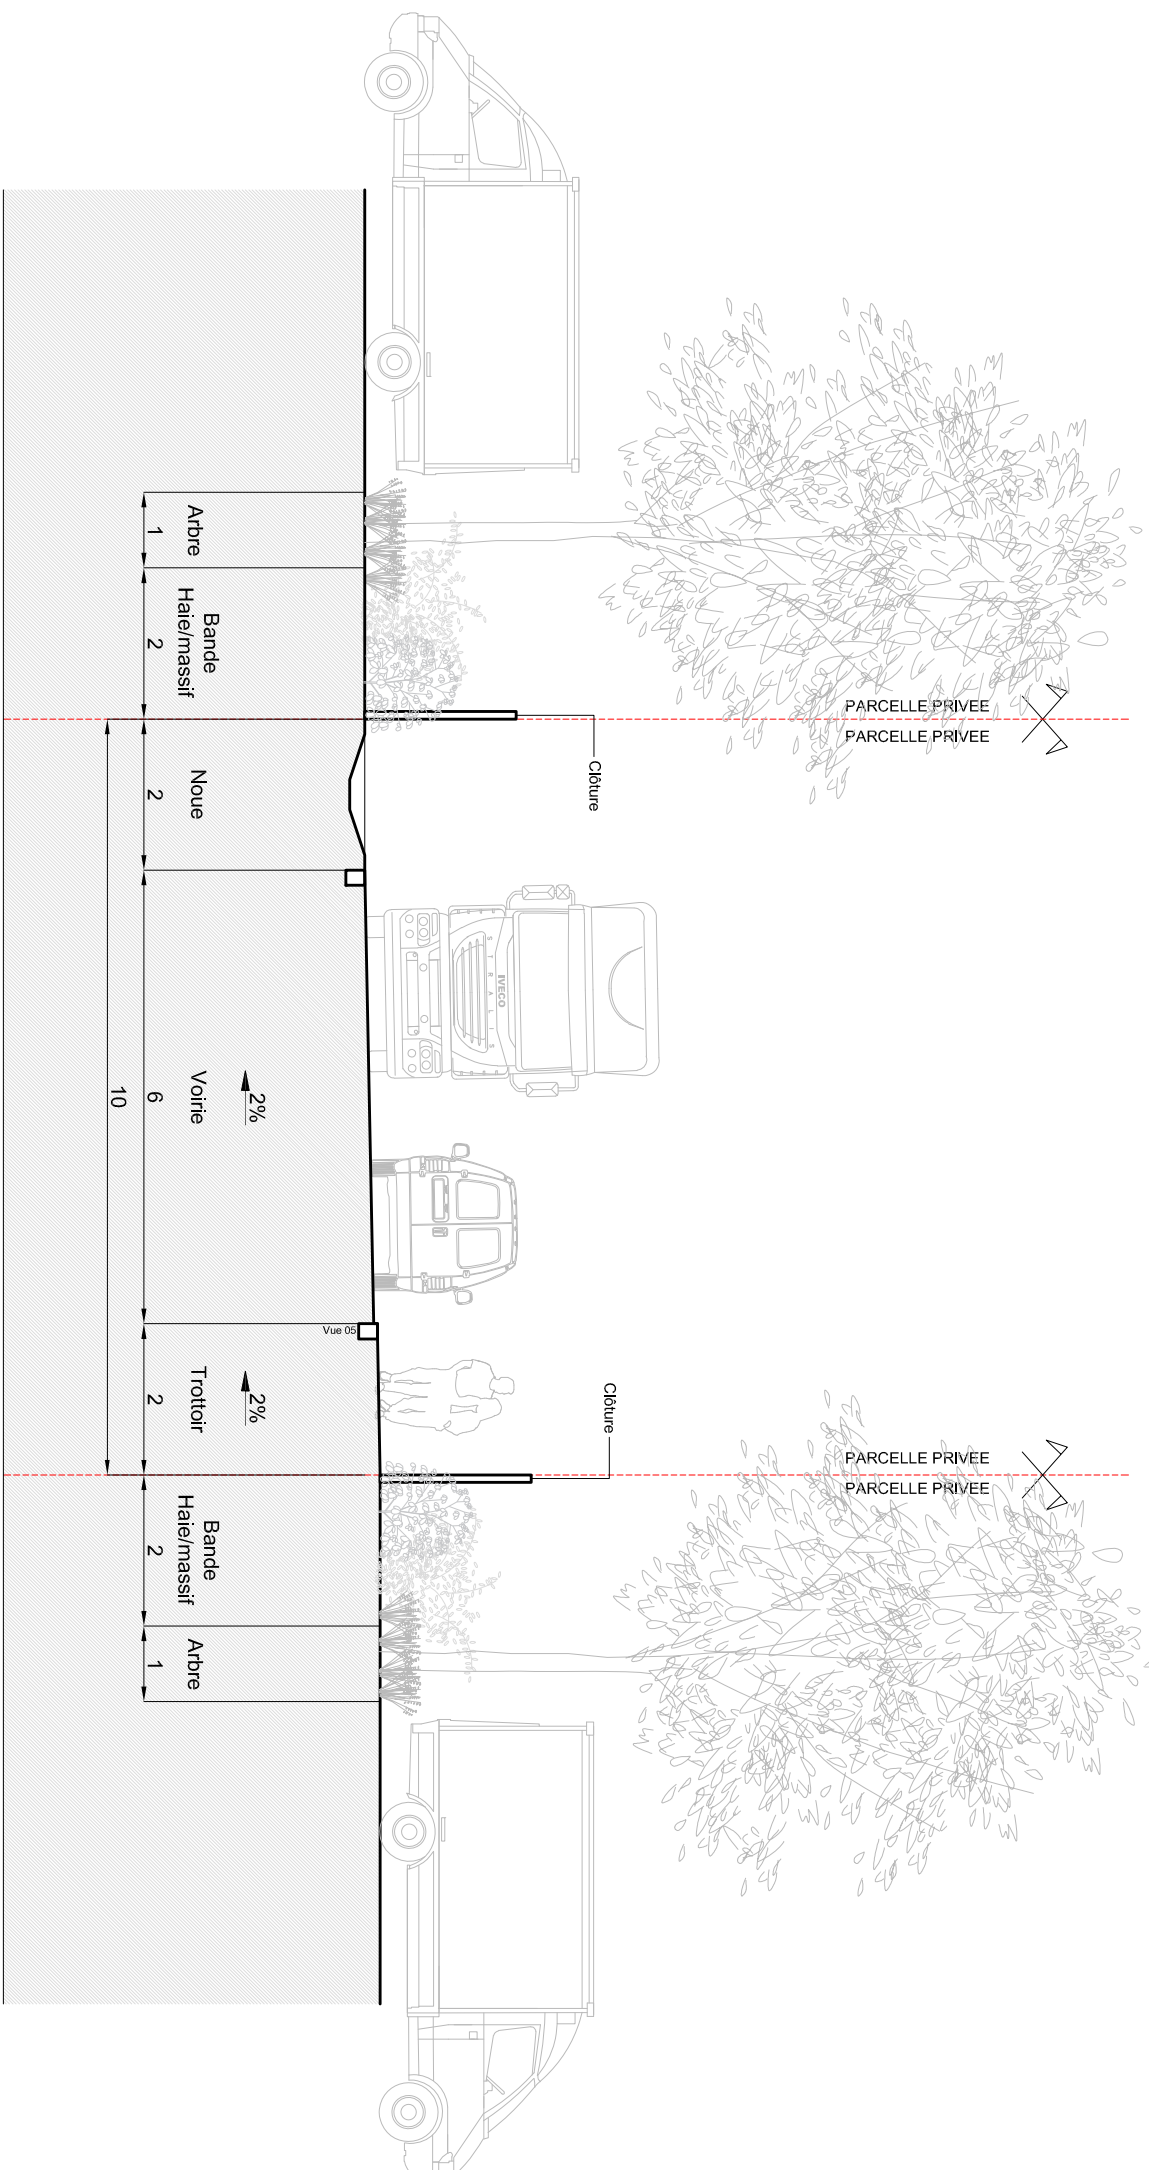 PARCELLE PRIVEE
PARCELLE PRIVEE
PARCELLE PRIVEE
PARCELLE PRIVEE
Clôture
Clôture
IVECO
S T R A L I S
2%
2%
Vue 05
Arbre
1
Bande
Haie/massif
2
Noue
2
Voirie
6
Trottoir
2
Bande
Haie/massif
2
Arbre
1
10